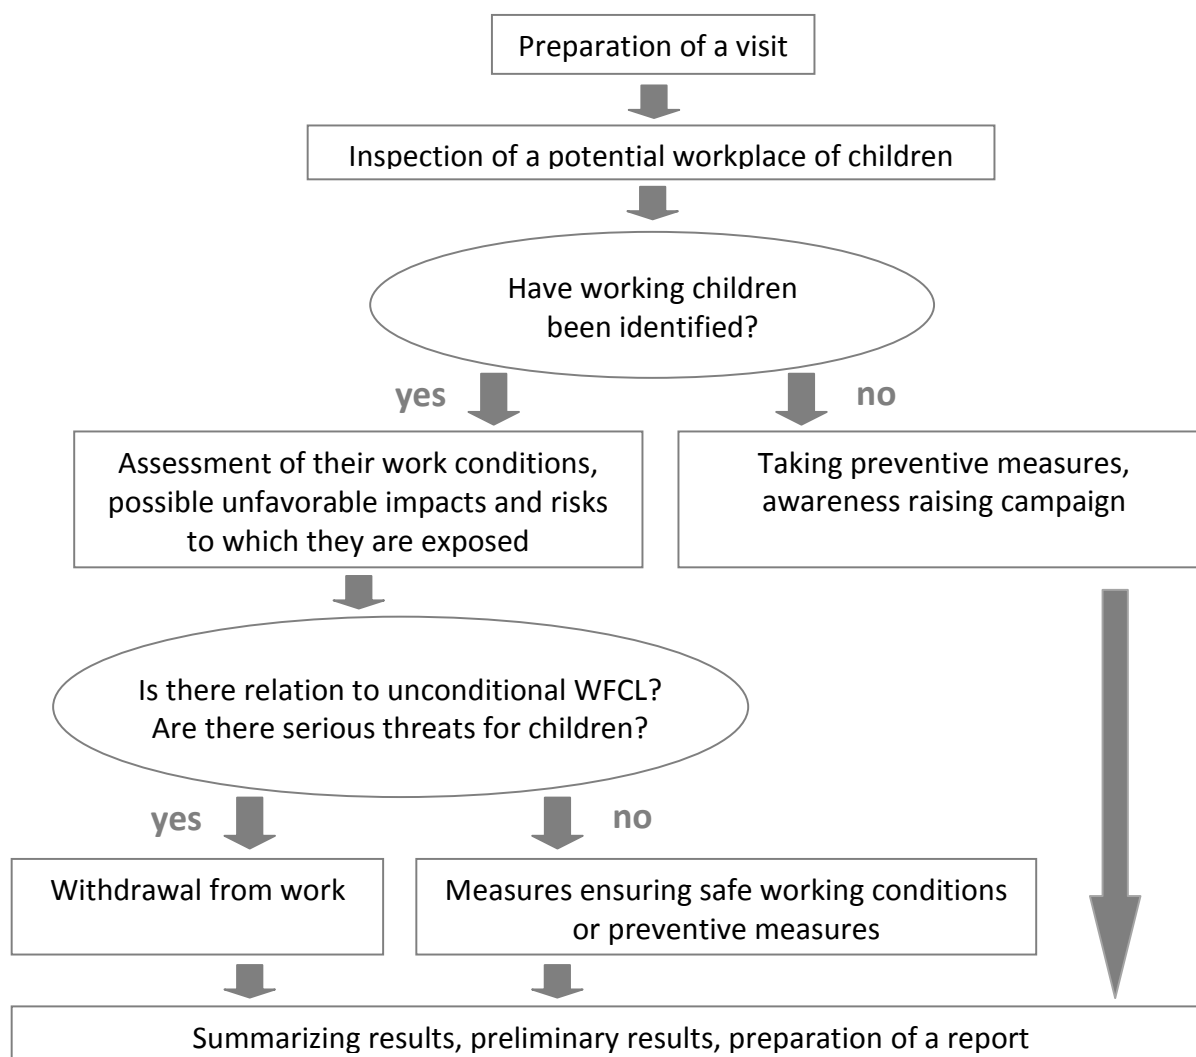 Preparation of a visit
Inspection of a potential workplace of children
Have working children
been identified?
yes
no
Assessment of their work conditions,
possible unfavorable impacts and risks
to which they are exposed
Taking preventive measures,
awareness raising campaign
Is there relation to unconditional WFCL?
Are there serious threats for children?
yes
no
Withdrawal from work
Measures ensuring safe working conditions
or preventive measures
Summarizing results, preliminary results, preparation of a report